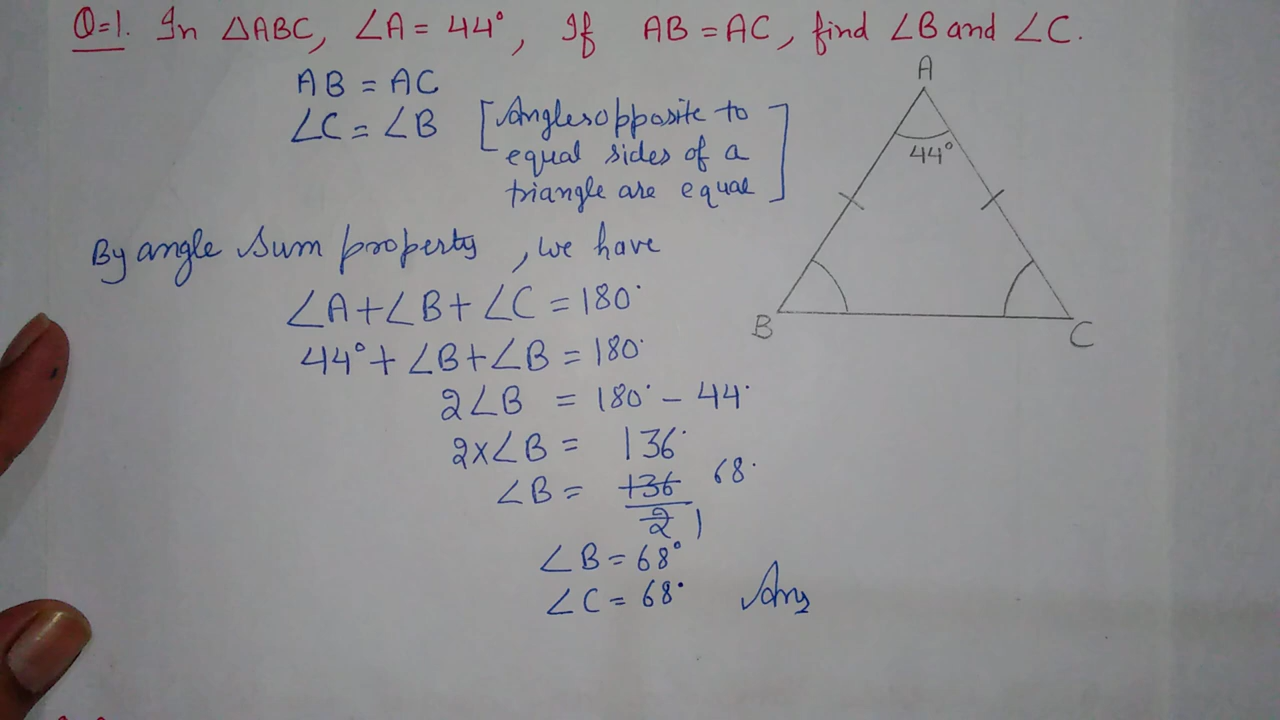 Q=1. In △ABC, ∠A = 44°, If AB = AC, find ∠B and ∠C.
AB = AC
∠C = ∠B [Angles opposite to
equal sides of a
triangle are equal]
By angle sum property, we have
∠A + ∠B + ∠C = 180°
44° + ∠B + ∠B = 180°
2∠B = 180° - 44°
2×∠B = 136°
∠B = 136/2 68°
1
∠B = 68°
∠C = 68° Ans
A
44°
B
C